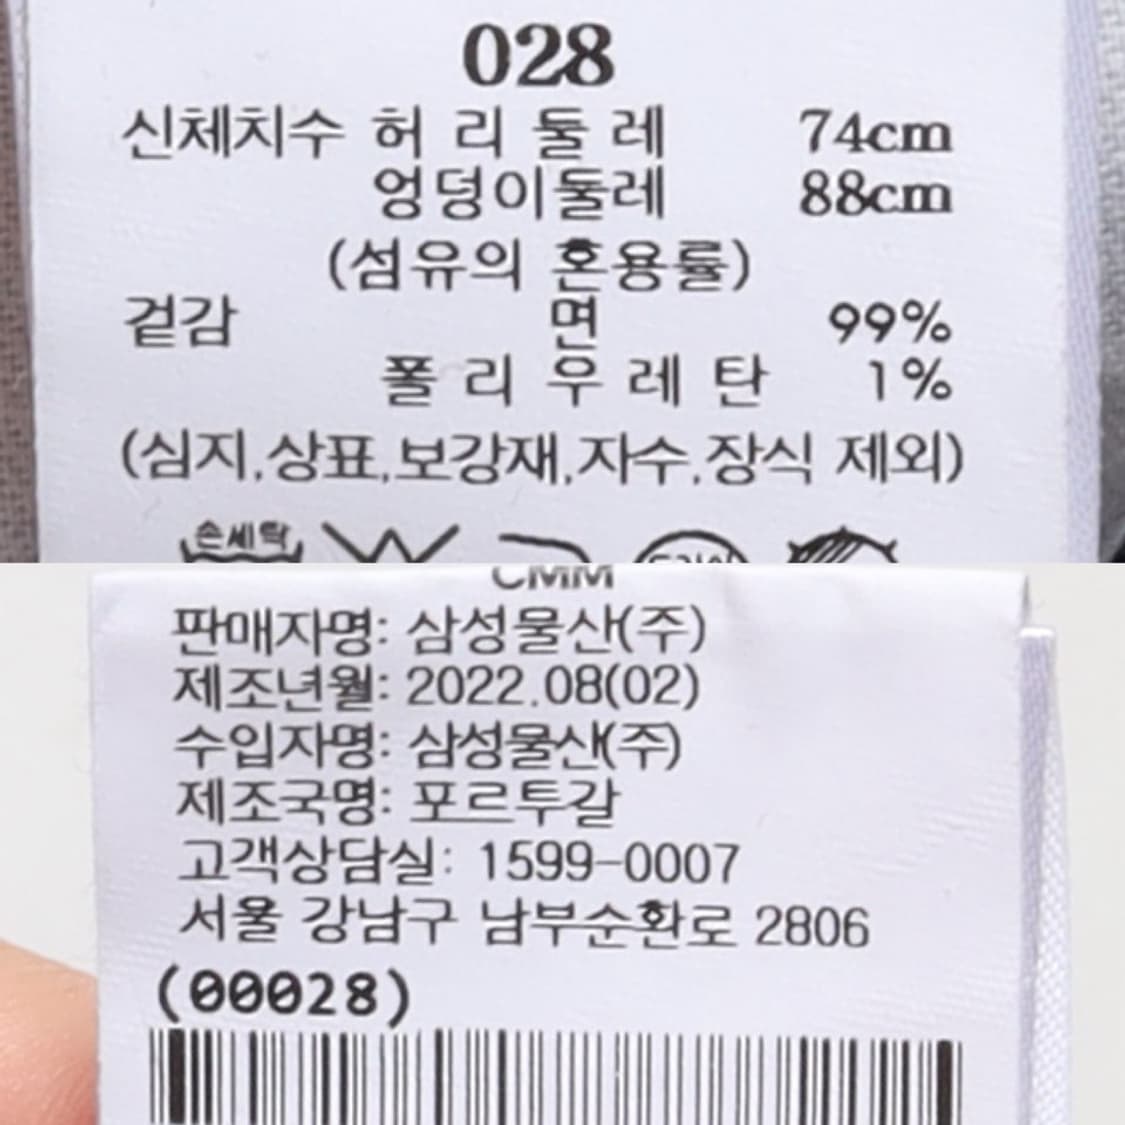 028
신체치수 허 리 둘 레 74cm
엉덩이둘레 88cm
(섬유의 혼용률)
겉감 면 99%
폴 리 우 레 탄 1%
(심지,상표,보강재,자수,장식 제외)
손세탁
CMM
판매자명: 삼성물산(주)
제조년월: 2022.08(02)
수입자명: 삼성물산(주)
제조국명: 포르투갈
고객상담실: 1599-0007
서울 강남구 남부순환로 2806
(00028)